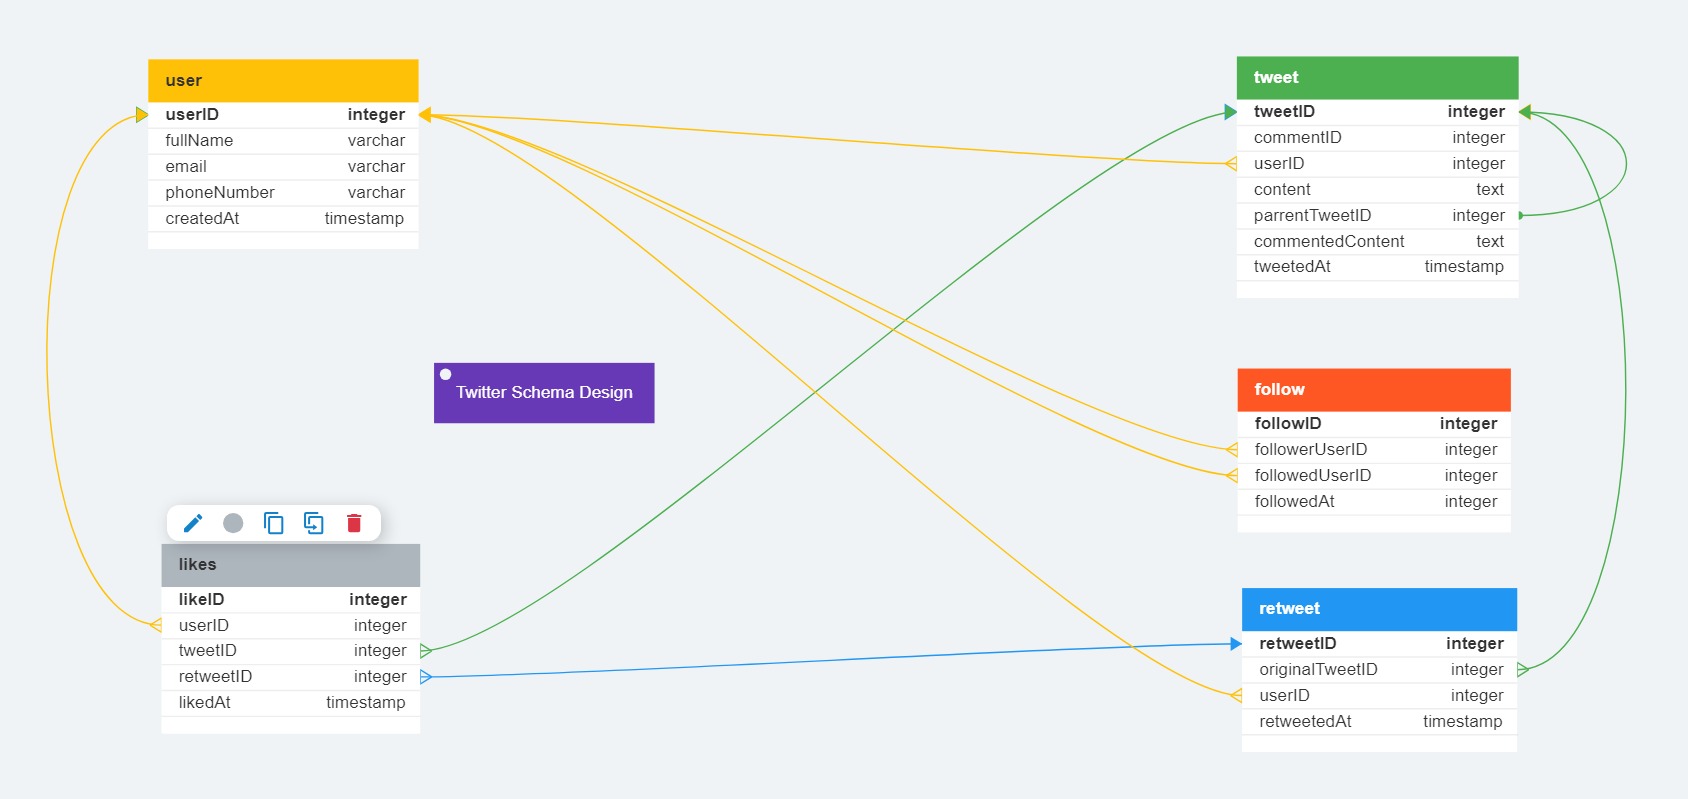 user
userID integer
fullName varchar
email varchar
phoneNumber varchar
createdAt timestamp
tweet
tweetID integer
commentID integer
userID integer
content text
parrentTweetID integer
commentedContent text
tweetedAt timestamp
Twitter Schema Design
follow
followID integer
followerUserID integer
followedUserID integer
followedAt integer
likes
likeID integer
userID integer
tweetID integer
retweetID integer
likedAt timestamp
retweet
retweetID integer
originalTweetID integer
userID integer
retweetedAt timestamp